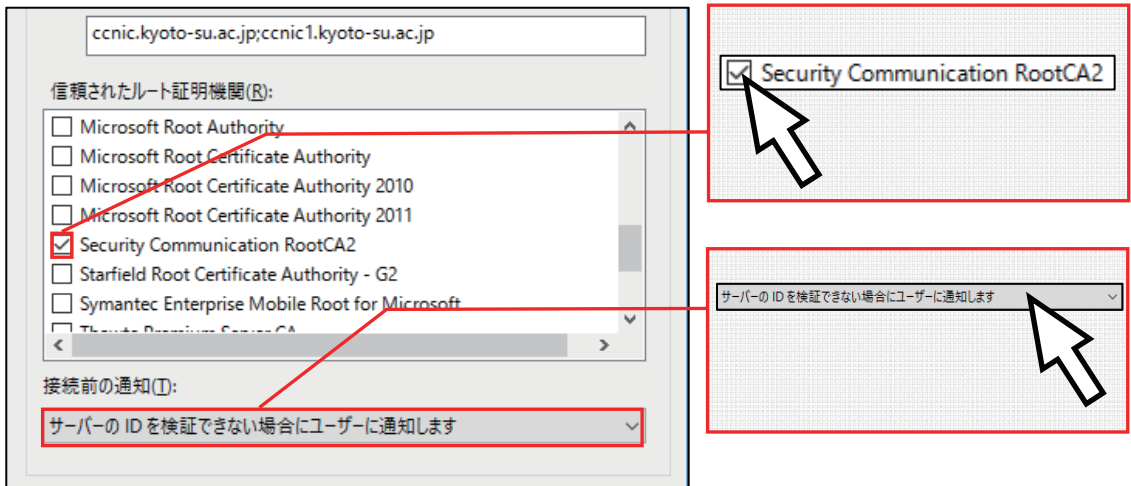 ccnic.kyoto-su.ac.jp;ccnic1.kyoto-su.ac.jp
信頼されたルート証明機関(R):
Microsoft Root Authority
Microsoft Root Certificate Authority
Microsoft Root Certificate Authority 2010
Microsoft Root Certificate Authority 2011
Security Communication RootCA2
Starfield Root Certificate Authority - G2
Symantec Enterprise Mobile Root for Microsoft
Thawte Premium Server CA
接続前の通知(T):
サーバーの ID を検証できない場合にユーザーに通知します
Security Communication RootCA2
サーバーの ID を検証できない場合にユーザーに通知します